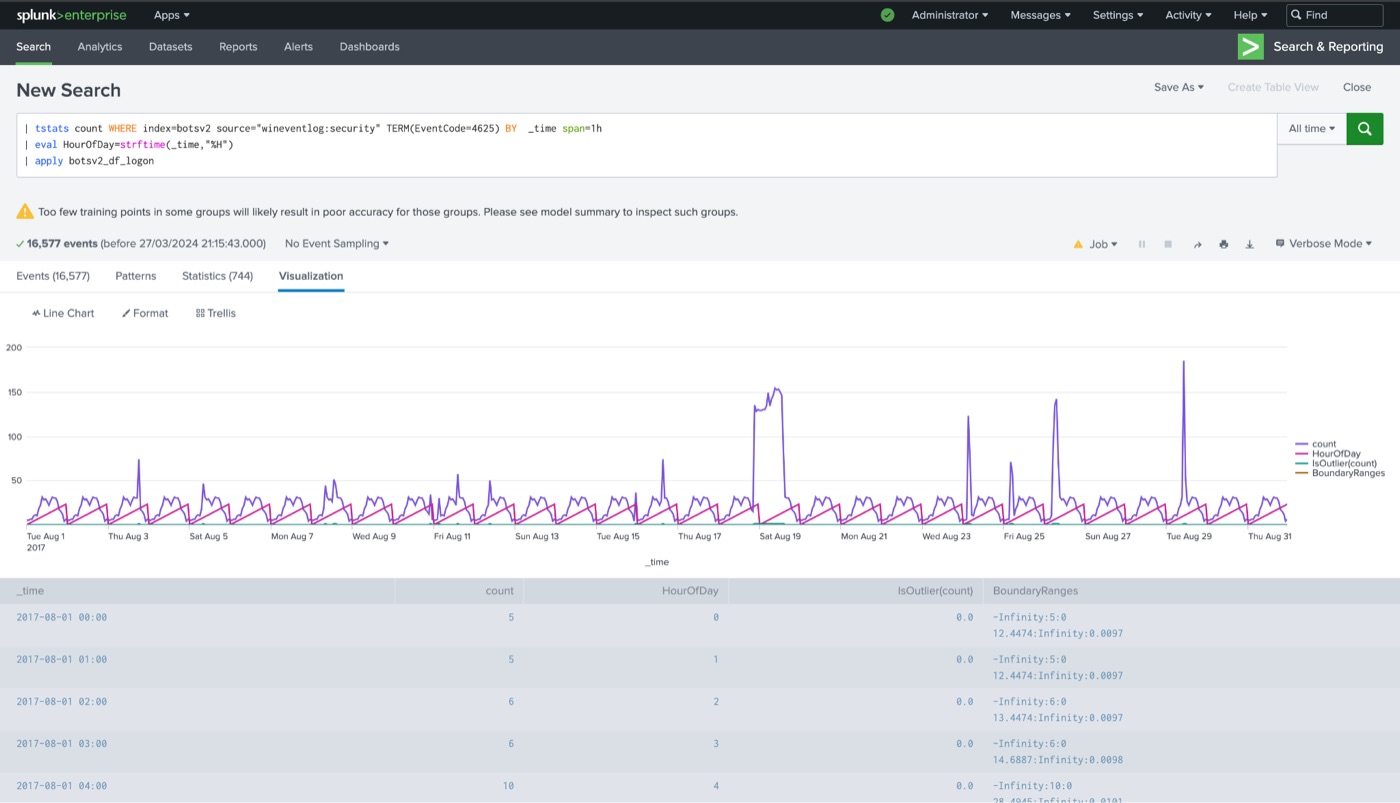 splunk>enterprise Apps Administrator Messages Settings Activity Help Find
Search Analytics Datasets Reports Alerts Dashboards Search & Reporting
New Search Save As Create Table View Close
| tstats count WHERE index=botsv2 source="wineventlog:security" TERM(EventCode=4625) BY _time span=1h
| eval HourOfDay=strftime(_time,"%H")
| apply botsv2_df_logon
All time
Too few training points in some groups will likely result in poor accuracy for those groups. Please see model summary to inspect such groups.
16,577 events (before 27/03/2024 21:15:43.000) No Event Sampling Job Verbose Mode
Events (16,577) Patterns Statistics (744) Visualization
Line Chart Format Trellis
200
150
100
50
count
HourOfDay
IsOutlier(count)
BoundaryRanges
Tue Aug 1 Thu Aug 3 Sat Aug 5 Mon Aug 7 Wed Aug 9 Fri Aug 11 Sun Aug 13 Tue Aug 15 Thu Aug 17 Sat Aug 19 Mon Aug 21 Wed Aug 23 Fri Aug 25 Sun Aug 27 Tue Aug 29 Thu Aug 31
2017
_time
_time count HourOfDay IsOutlier(count) BoundaryRanges
2017-08-01 00:00 5 0 0.0 -Infinity:5:0
12.4474:Infinity:0.0097
2017-08-01 01:00 5 1 0.0 -Infinity:5:0
12.4474:Infinity:0.0097
2017-08-01 02:00 6 2 0.0 -Infinity:6:0
13.4474:Infinity:0.0097
2017-08-01 03:00 6 3 0.0 -Infinity:6:0
14.6887:Infinity:0.0098
2017-08-01 04:00 10 4 0.0 -Infinity:10:0
28.4945:Infinity:0.0101